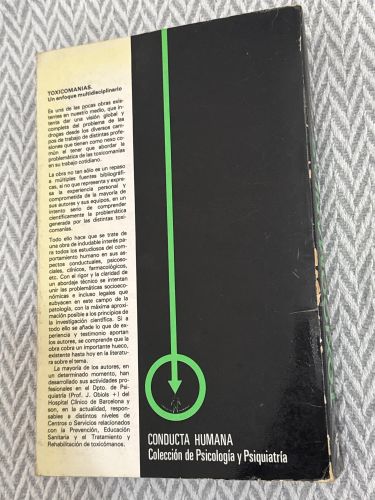 TOXICOMANIAS.
Un enfoque multidisciplinario
Es una de las pocas obras exis-
tentes en nuestro medio, que in-
tenta dar una visión global y
completa del problema de las
drogas desde los diversos cam-
pos de trabajo de distintas profe-
siones que tienen como nexo co-
mún el tener que abordar la
problemática de las toxicomanías
en su trabajo cotidiano.
La obra no tan sólo es un repaso
a múltiples fuentes bibliográfi-
cas, si no que representa y expre-
sa la experiencia personal y
comprometida de la mayoría de
sus autores y sus equipos, en un
intento serio de comprender
científicamente la problemática
generada por las distintas toxi-
comanías.
Todo ello hace que se trate de
una obra de indudable interés pa-
ra todos los estudiosos del com-
portamiento humano en sus as-
pectos conductuales, psicoso-
ciales, clínicos, farmacológicos,
etc. Con el rigor y la claridad de
un abordaje técnico se intentan
unir las problemáticas socioeco-
nómicas e incluso legales que
subyacen en este campo de la
patología, con la máxima aproxi-
mación posible a los principios de
la investigación científica. Si a
todo ello se añade lo que de ex-
periencia y testimonio aportan
los autores, se comprende que la
obra cobra un importante hueco,
existente hasta hoy en la literatu-
ra sobre el tema.
La mayoría de los autores, en
un determinado momento, han
desarrollado sus actividades pro-
fesionales en el Dpto. de Psi-
quiatría (Prof. J. Obiols +) del
Hospital Clínico de Barcelona y
son, en la actualidad, respon-
sables a distintos niveles de
Centros o Servicios relacionados
con la Prevención, Educación
Sanitaria y el Tratamiento y
Rehabilitación de toxicómanos.
CONDUCTA HUMANA
Colección de Psicología y Psiquiatría